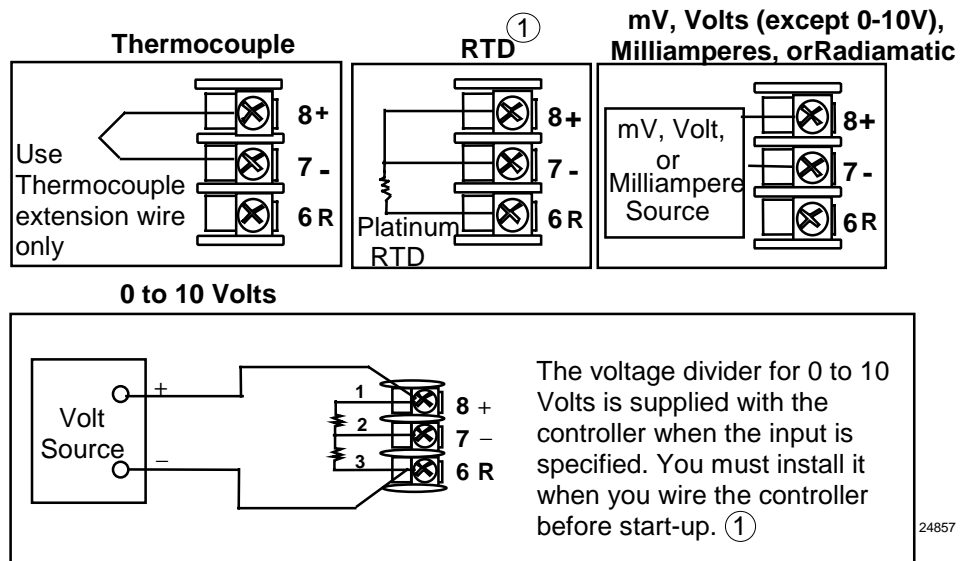 Thermocouple
8+
7 -
6 R
Use
Thermocouple
extension wire
only
RTD 1
8+
7 -
6 R
Platinum
RTD
mV, Volts (except 0-10V),
Milliamperes, orRadiamatic
mV, Volt,
or
Milliampere
Source
8+
7 -
6 R
0 to 10 Volts
Volt
Source
+
−
1
2
3
8 +
7 −
6 R
The voltage divider for 0 to 10
Volts is supplied with the
controller when the input is
specified. You must install it
when you wire the controller
before start-up. 1
24857